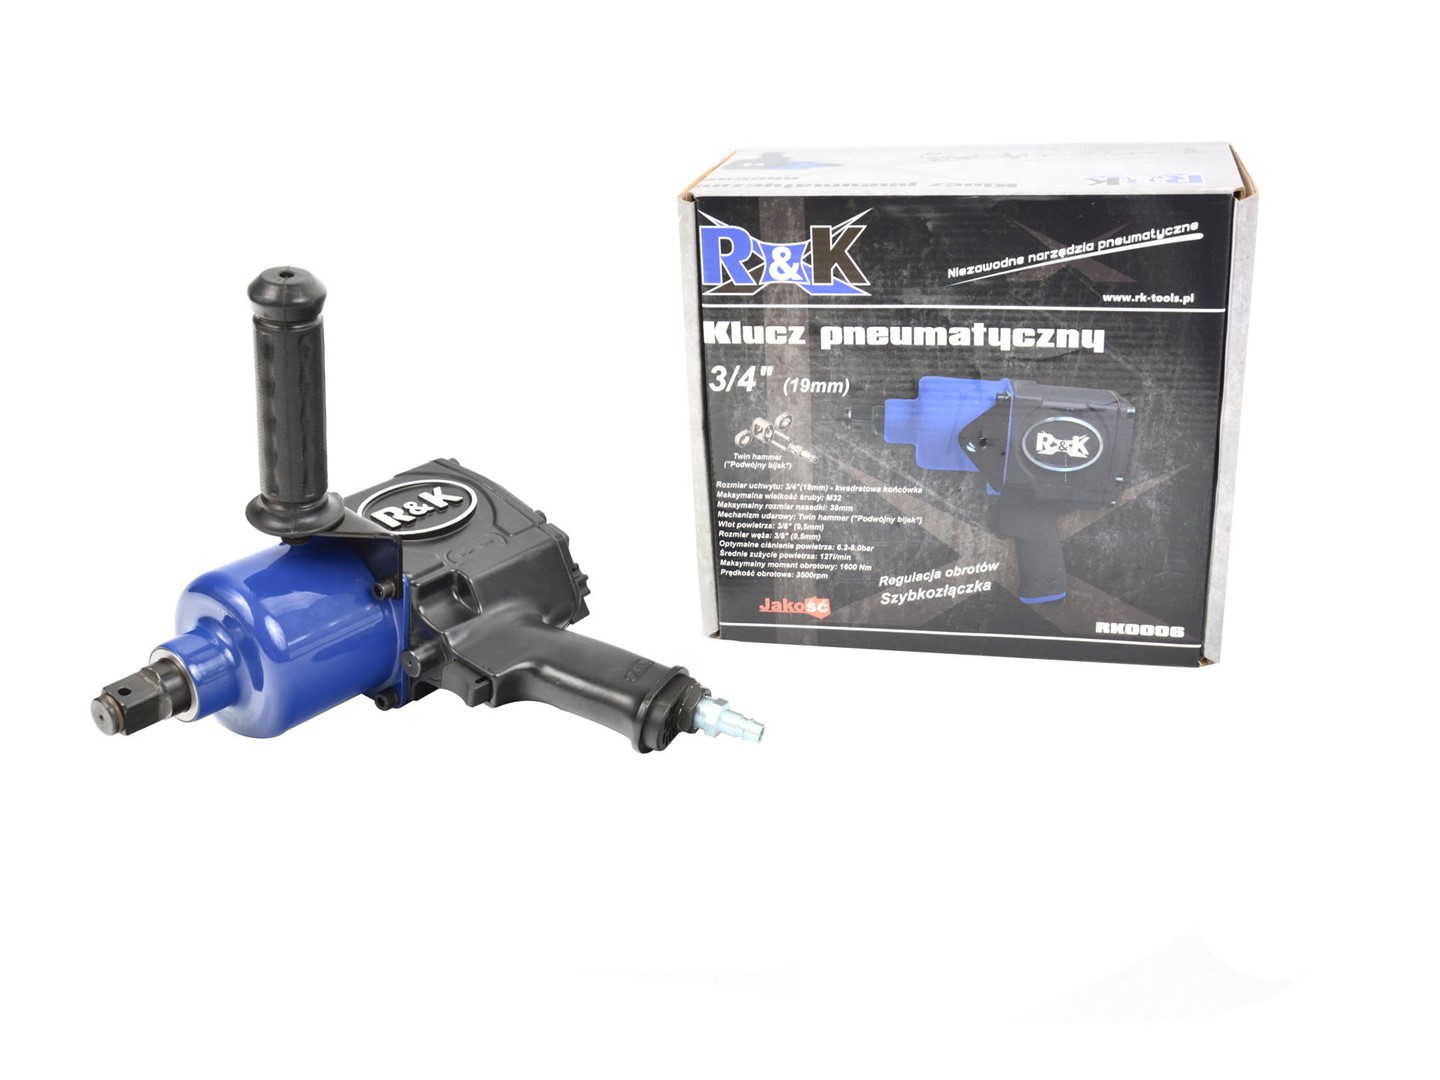 R&K
R&K
Klucz pneumatyczny
R&K
Niezawodne narzędzia pneumatyczne
www.rk-tools.pl
Klucz pneumatyczny
3/4" (19mm)
Twin hammer
("Podwójny bijak")
R&K
Rozmiar uchwytu: 3/4"(19mm) - kwadratowa końcówka
Maksymalna wielkość śruby: M32
Maksymalny rozmiar nasadki: 38mm
Mechanizm udarowy: Twin hammer ("Podwójny bijak")
Wlot powietrza: 3/8" (9,5mm)
Rozmiar węża: 3/8" (9,5mm)
Optymalne ciśnienie powietrza: 6.2-8.0bar
Średnie zużycie powietrza: 127l/min
Maksymalny moment obrotowy: 1600 Nm
Prędkość obrotowa: 3500rpm
Regulacja obrotów
Szybkozłączka
Jakość
RK0006